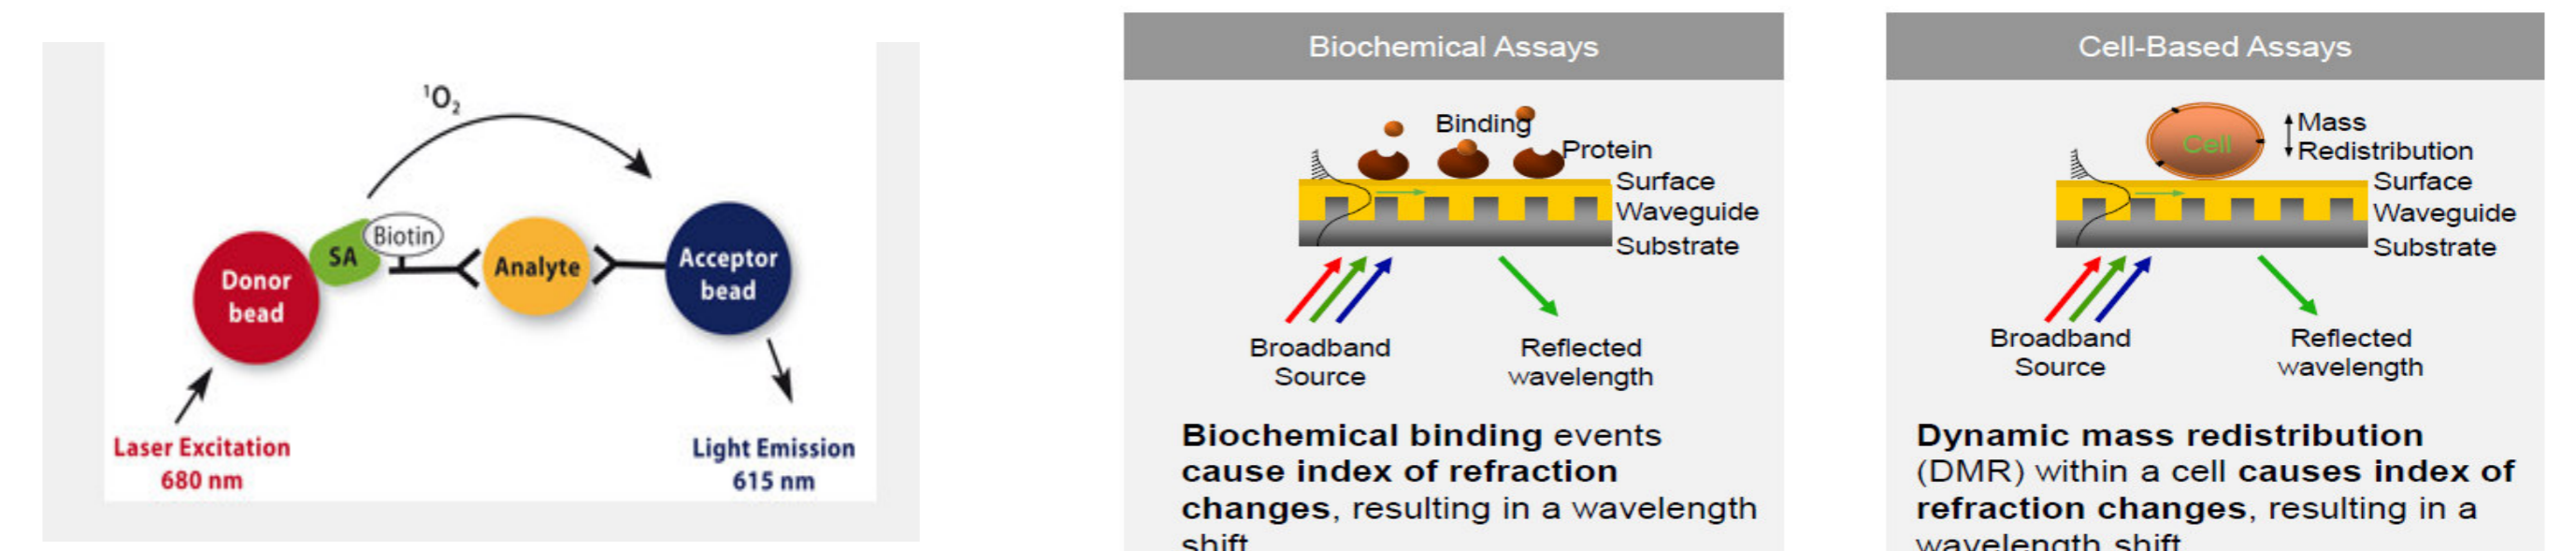 ¹O₂
Biotin
SA
Donor
bead
Analyte
Acceptor
bead
Laser Excitation
680 nm
Light Emission
615 nm
Biochemical Assays
Binding
Protein
Surface
Waveguide
Substrate
Broadband
Source
Reflected
wavelength
Biochemical binding events
cause index of refraction
changes, resulting in a wavelength
shift
Cell-Based Assays
Cell
Mass
Redistribution
Surface
Waveguide
Substrate
Broadband
Source
Reflected
wavelength
Dynamic mass redistribution
(DMR) within a cell causes index of
refraction changes, resulting in a
wavelength shift